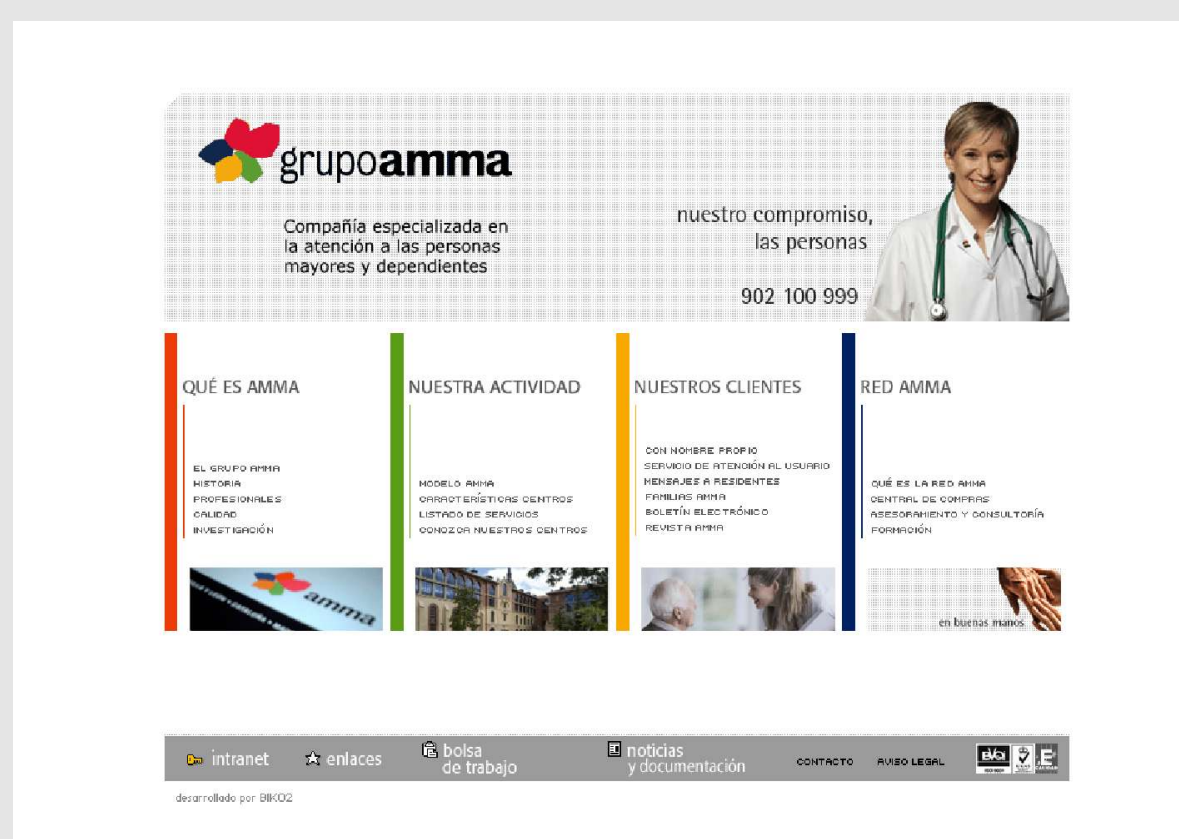 grupoamma
Compañía especializada en
la atención a las personas
mayores y dependientes
nuestro compromiso,
las personas
902 100 999
QUÉ ES AMMA
EL GRUPO AMMA
HISTORIA
PROFESIONALES
CALIDAD
INVESTIGACIÓN
amma
NUESTRA ACTIVIDAD
MODELO AMMA
CARACTERÍSTICAS CENTROS
LISTADO DE SERVICIOS
CONOZCA NUESTROS CENTROS
NUESTROS CLIENTES
CON NOMBRE PROPIO
SERVICIO DE ATENCIÓN AL USUARIO
MENSAJES A RESIDENTES
FAMILIAS AMMA
BOLETÍN ELECTRÓNICO
REVISTA AMMA
RED AMMA
QUÉ ES LA RED AMMA
CENTRAL DE COMPRAS
ASESORAMIENTO Y CONSULTORÍA
FORMACIÓN
en buenas manos
intranet
enlaces
bolsa
de trabajo
noticias
y documentación
CONTACTO
AVISO LEGAL
desarrollado por BIKO2